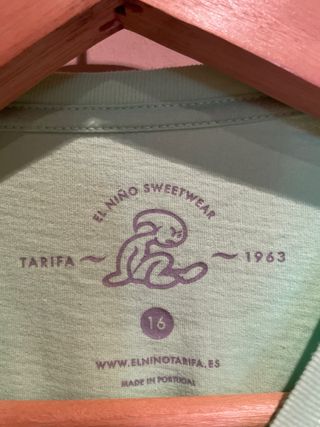 EL NIÑO SWEETWEAR
TARIFA ~ ~ 1963
16
WWW.ELNINOTARIFA.ES
MADE IN PORTUGAL